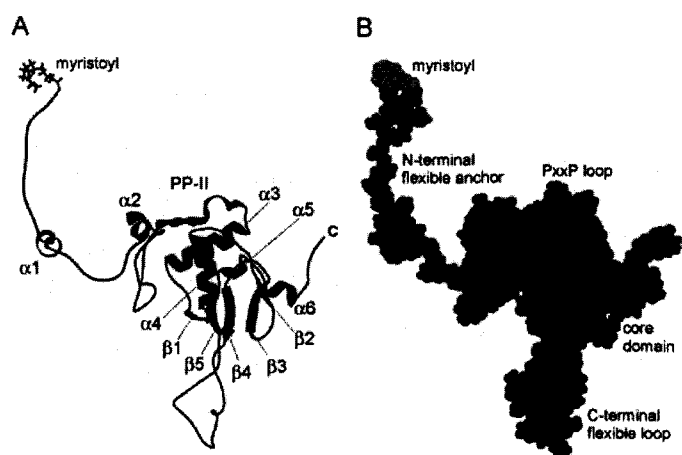 A
myristoyl
PP-II
α2
α3
α5
C
α1
α4
α6
β1
β2
β5
β4
β3
B
myristoyl
N-terminal
flexible anchor
PxxP loop
core
domain
C-terminal
flexible loop